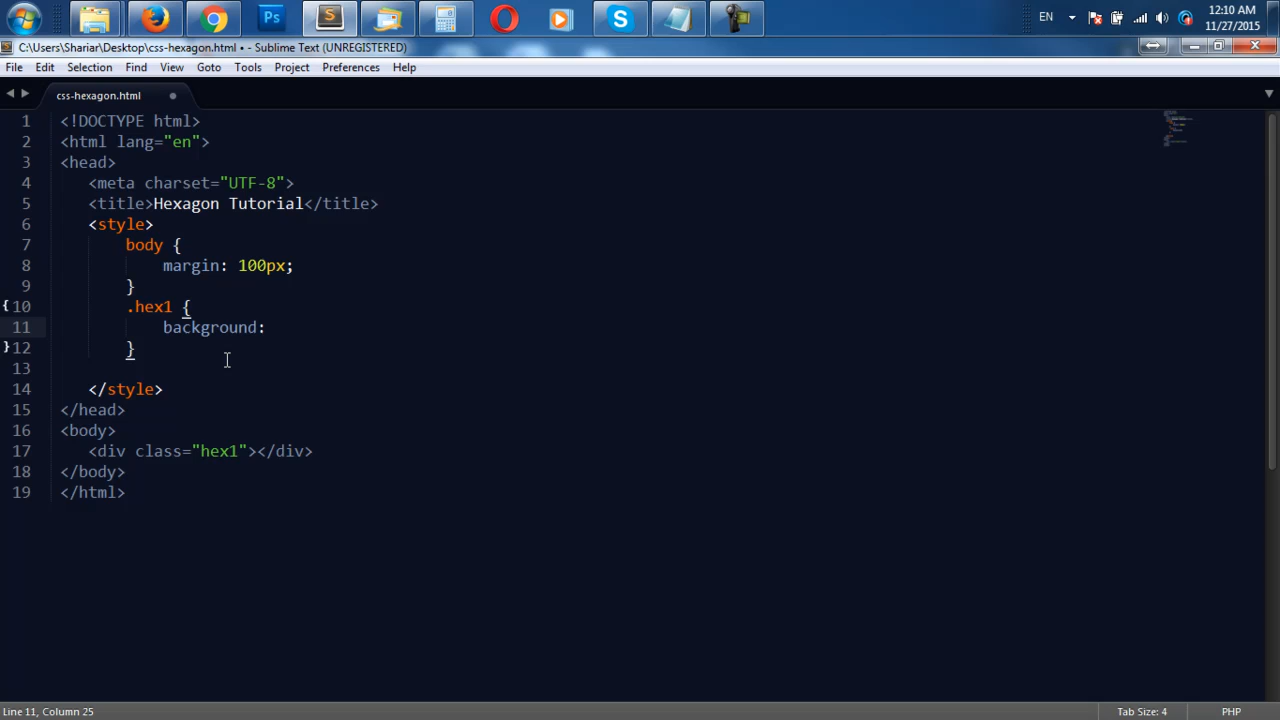 Ps
S
EN
12:10 AM
11/27/2015
C:\Users\Shariar\Desktop\css-hexagon.html • - Sublime Text (UNREGISTERED)
File Edit Selection Find View Goto Tools Project Preferences Help
css-hexagon.html
1 <!DOCTYPE html>
2 <html lang="en">
3 <head>
4 <meta charset="UTF-8">
5 <title>Hexagon Tutorial</title>
6 <style>
7 body {
8 margin: 100px;
9 }
10 .hex1 {
11 background:
12 }
13
14 </style>
15 </head>
16 <body>
17 <div class="hex1"></div>
18 </body>
19 </html>
Line 11, Column 25
Tab Size: 4
PHP